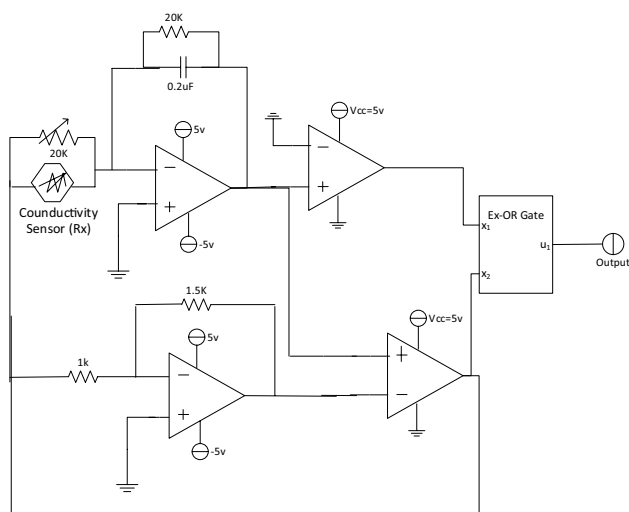 20K
0.2uF
5v
Vcc=5v
20K
Counductivity
Sensor (Rx)
-5v
Ex-OR Gate
x1
u1
Output
x2
1.5K
5v
Vcc=5v
1k
-5v